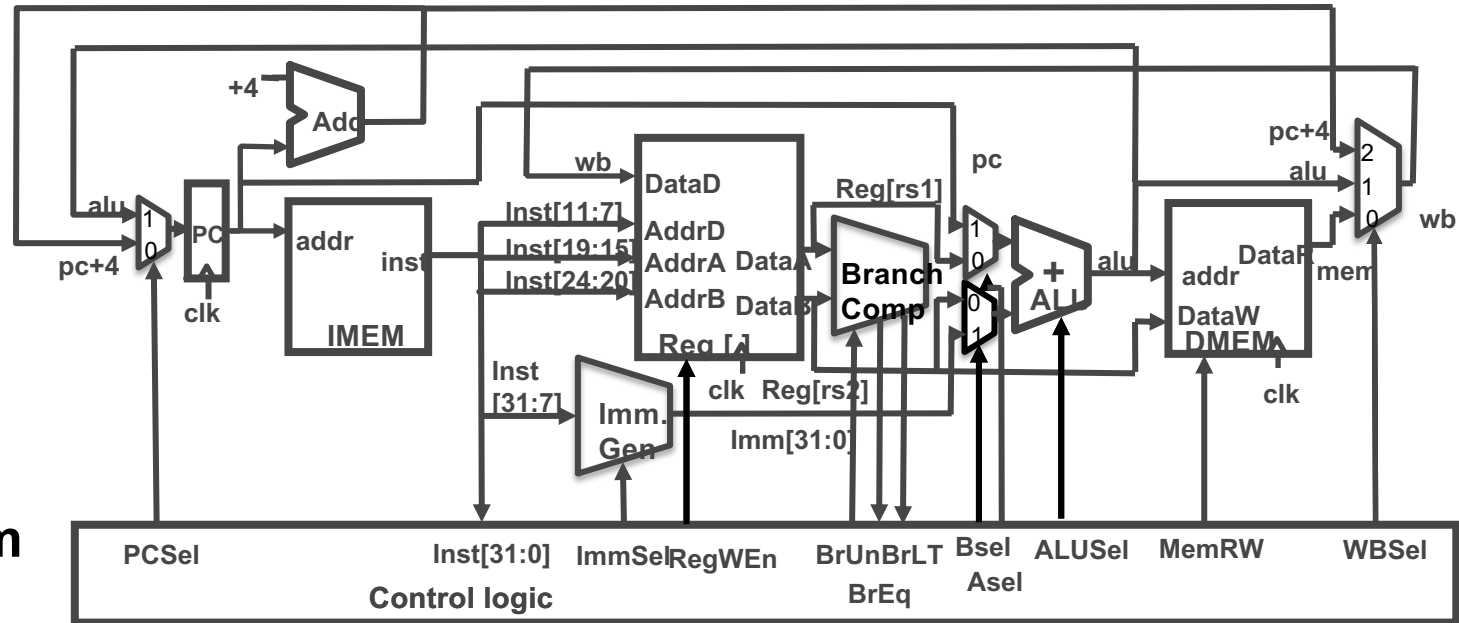 +4
Add
pc+4
2
pc
wb
DataD
Reg[rs1]
alu
1
alu
1
0
wb
Inst[11:7]
AddrD
1
PC
addr
Inst[19:15]
AddrA
DataA
0
+
alu
DataR
mem
0
pc+4
inst
Inst[24:20]
AddrB
DataB
Branch
Comp
0
ALU
addr
DataW
DMEM
clk
IMEM
Reg [ ]
1
clk
Inst
[31:7]
clk
Reg[rs2]
Imm.
Gen
Imm[31:0]
m
PCSel
Inst[31:0]
ImmSel
RegWEn
BrUn
BrLT
Bsel
ALUSel
MemRW
WBSel
BrEq
Asel
Control logic